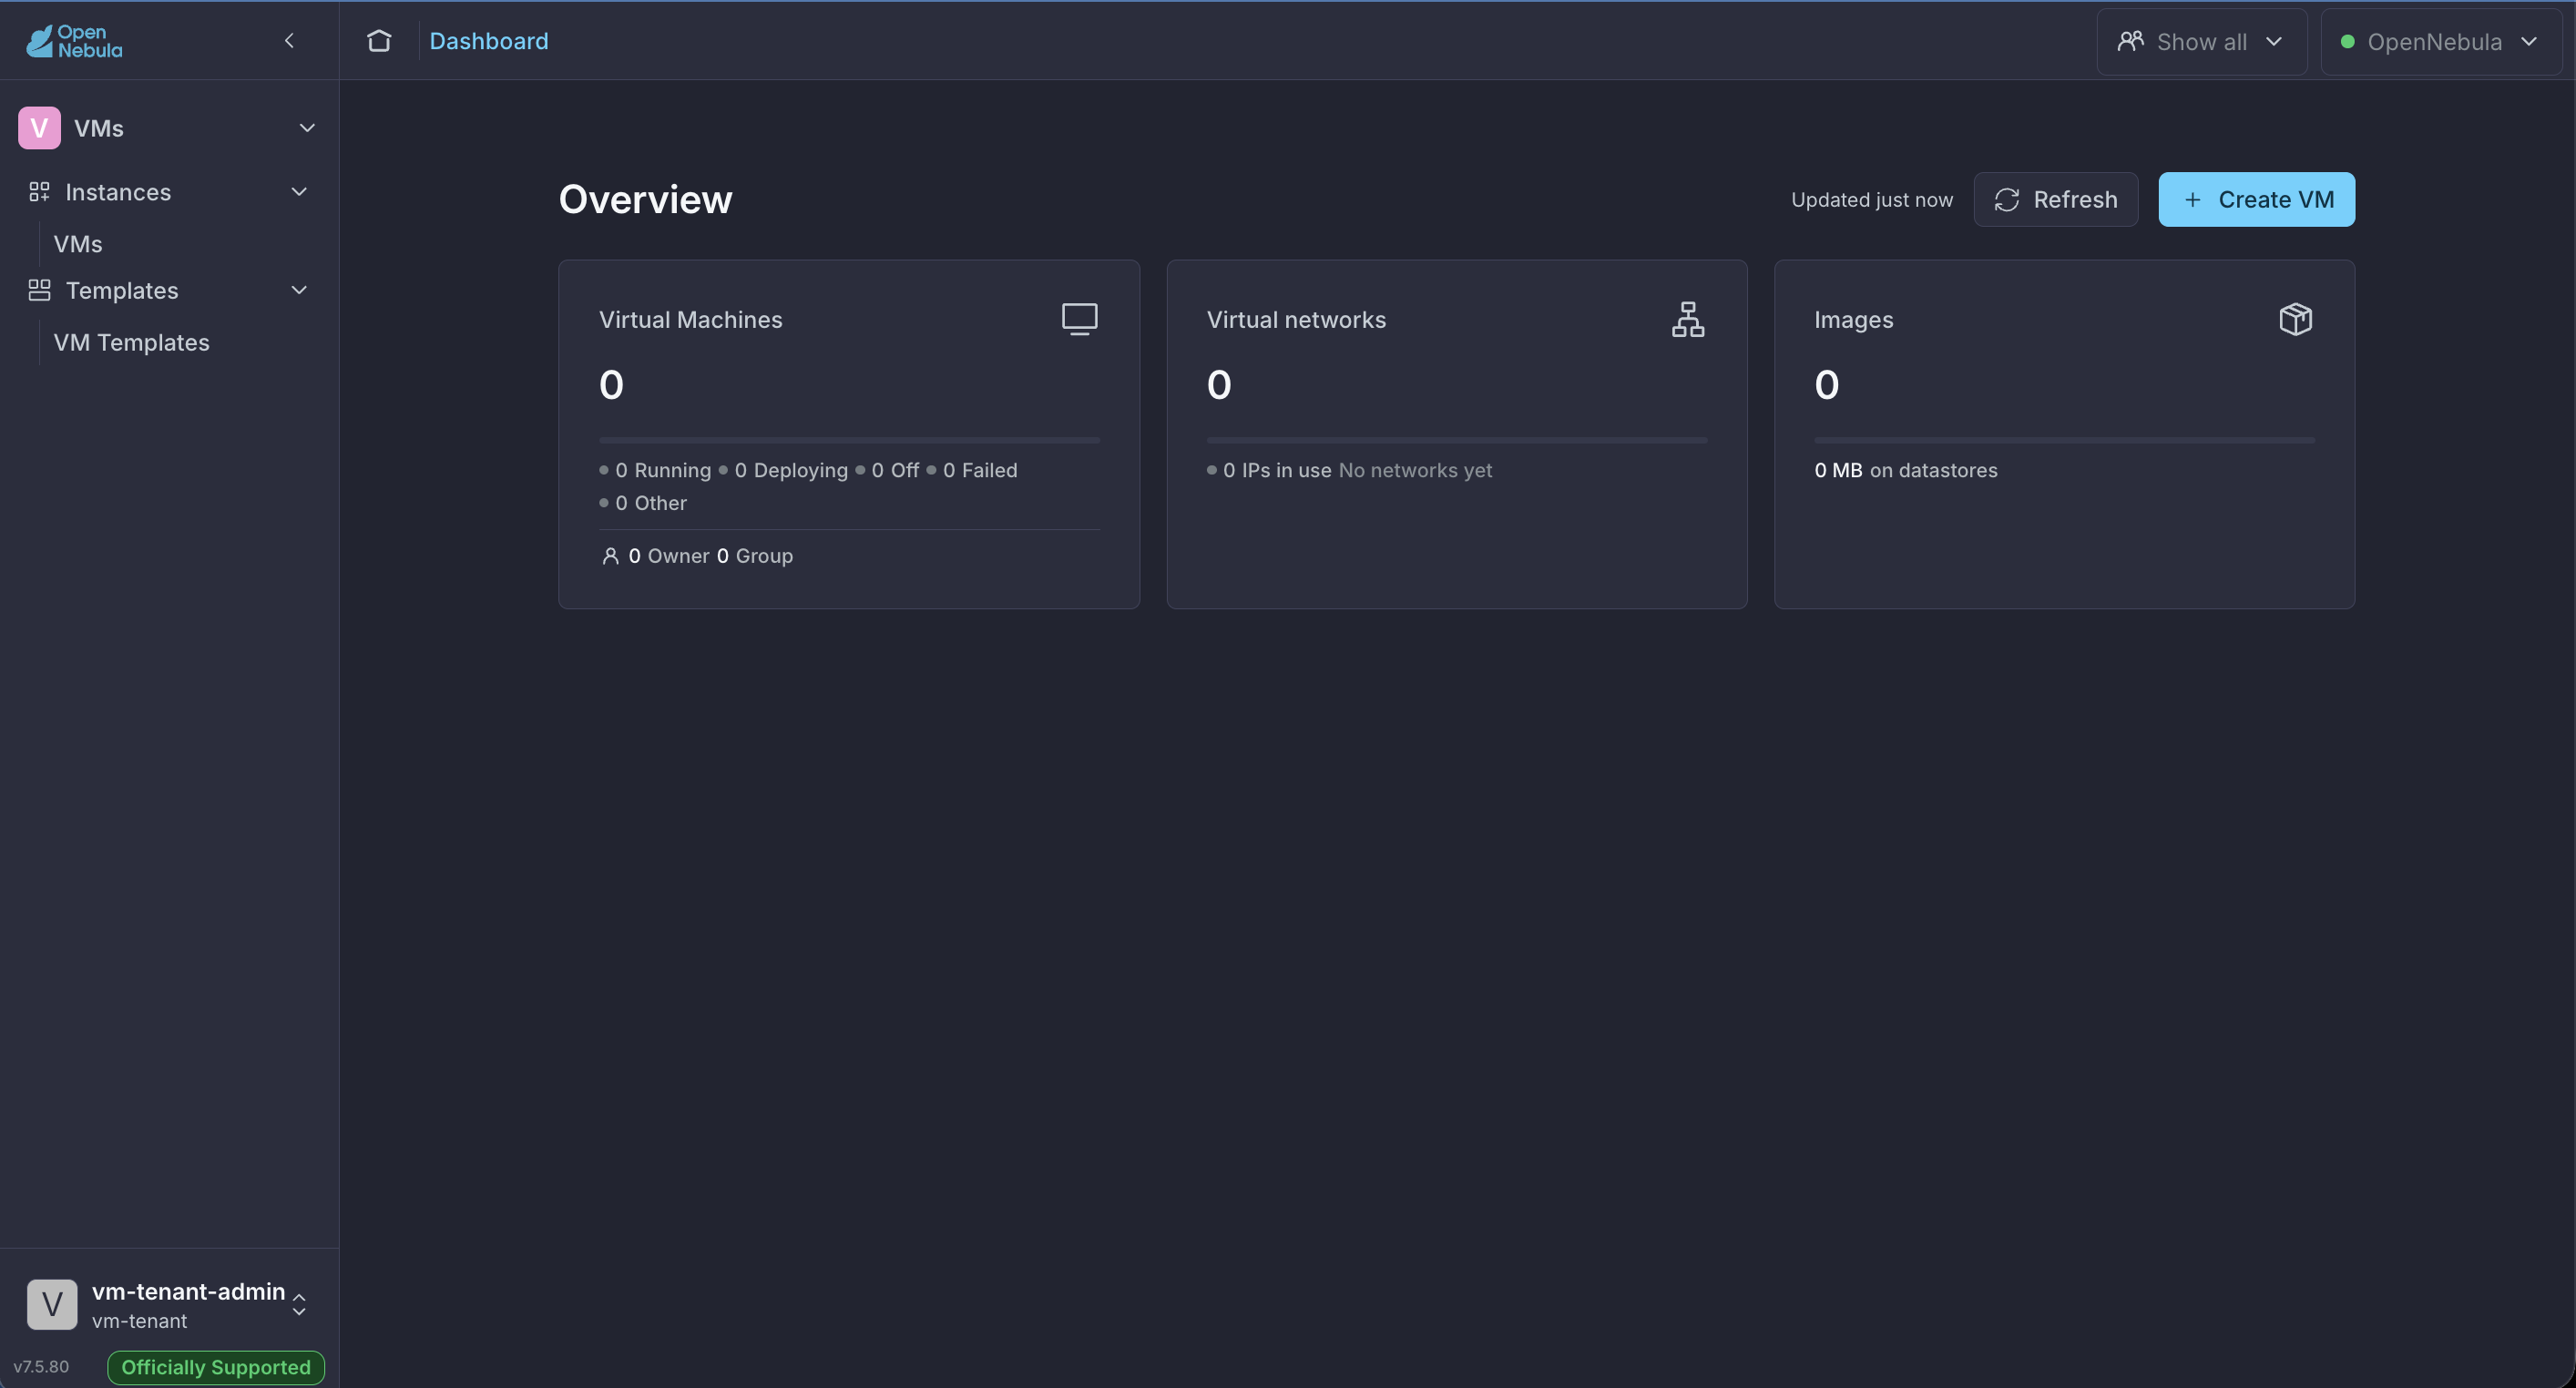 Open
Nebula
Dashboard
Show all
OpenNebula
V VMs
Instances
VMs
Templates
VM Templates
Overview
Updated just now
Refresh
+ Create VM
Virtual Machines
0
0 Running 0 Deploying 0 Off 0 Failed
0 Other
0 Owner 0 Group
Virtual networks
0
0 IPs in use No networks yet
Images
0
0 MB on datastores
V
vm-tenant-admin
vm-tenant
v7.5.80
Officially Supported